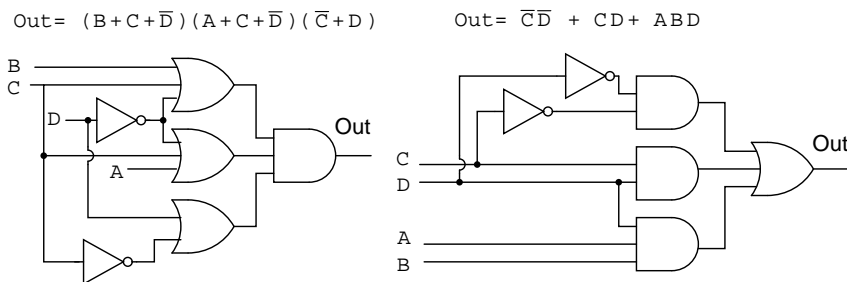 Out= (B+C+D̅)(A+C+D̅)(C̅+D)
Out= C̅D̅ + CD+ ABD
B
C
D
A
Out
C
D
A
B
Out